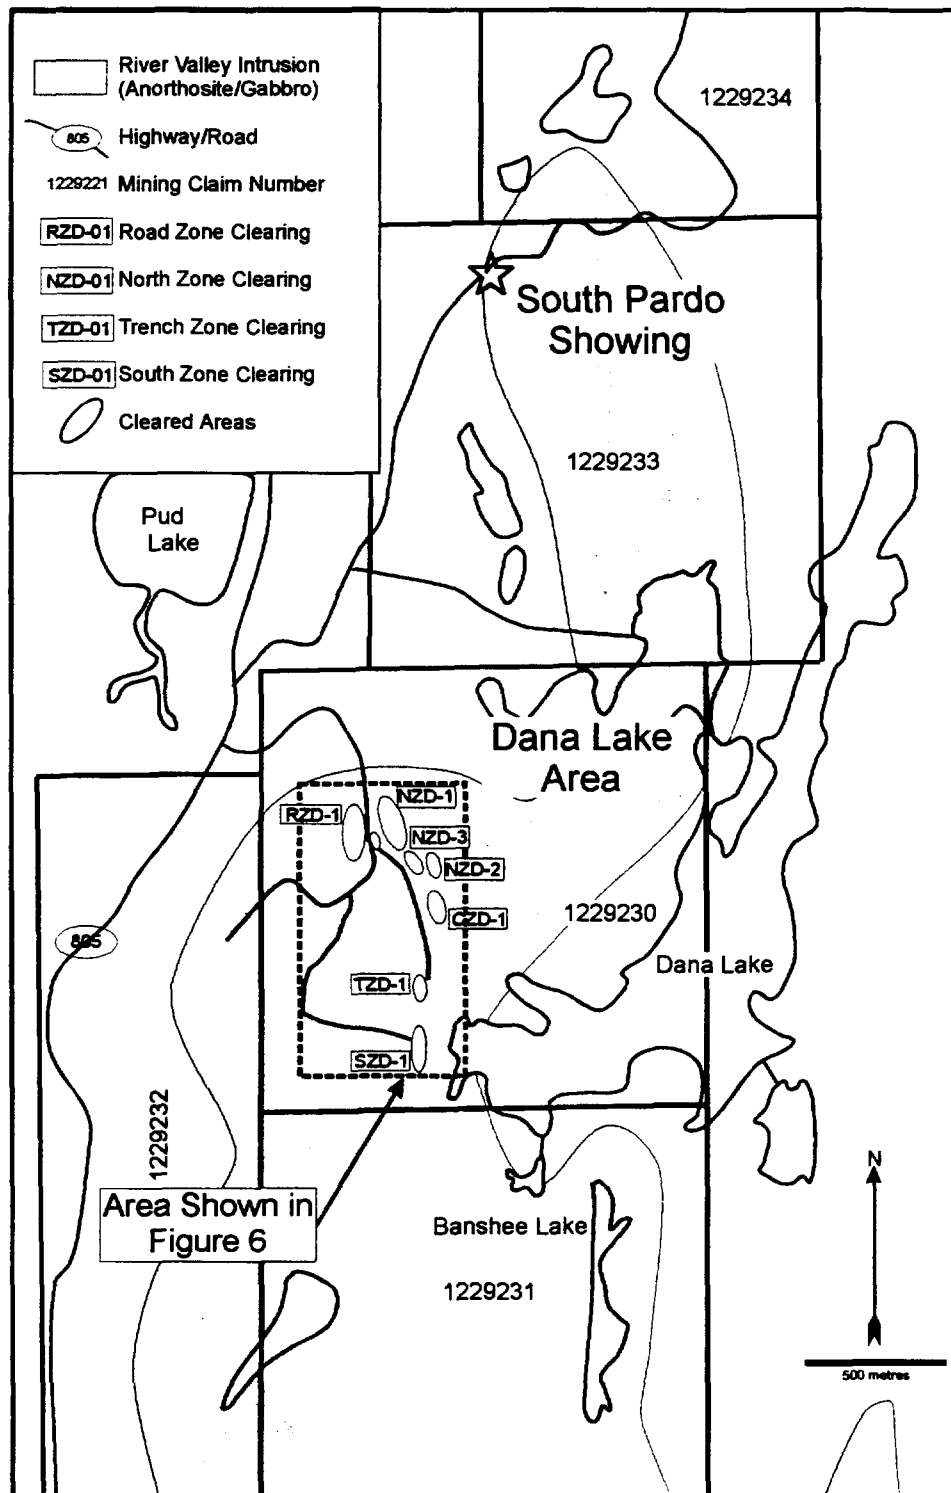 River Valley Intrusion
(Anorthosite/Gabbro)
805 Highway/Road
1229221 Mining Claim Number
RZD-01 Road Zone Clearing
NZD-01 North Zone Clearing
TZD-01 Trench Zone Clearing
SZD-01 South Zone Clearing
Cleared Areas
1229234
South Pardo
Showing
1229233
Pud
Lake
Dana Lake
Area
NZD-1
RZD-1
NZD-3
NZD-2
CZD-1
1229230
805
Dana Lake
TZD-1
SZD-1
1229232
Area Shown in
Figure 6
Banshee Lake
1229231
N
500 metres